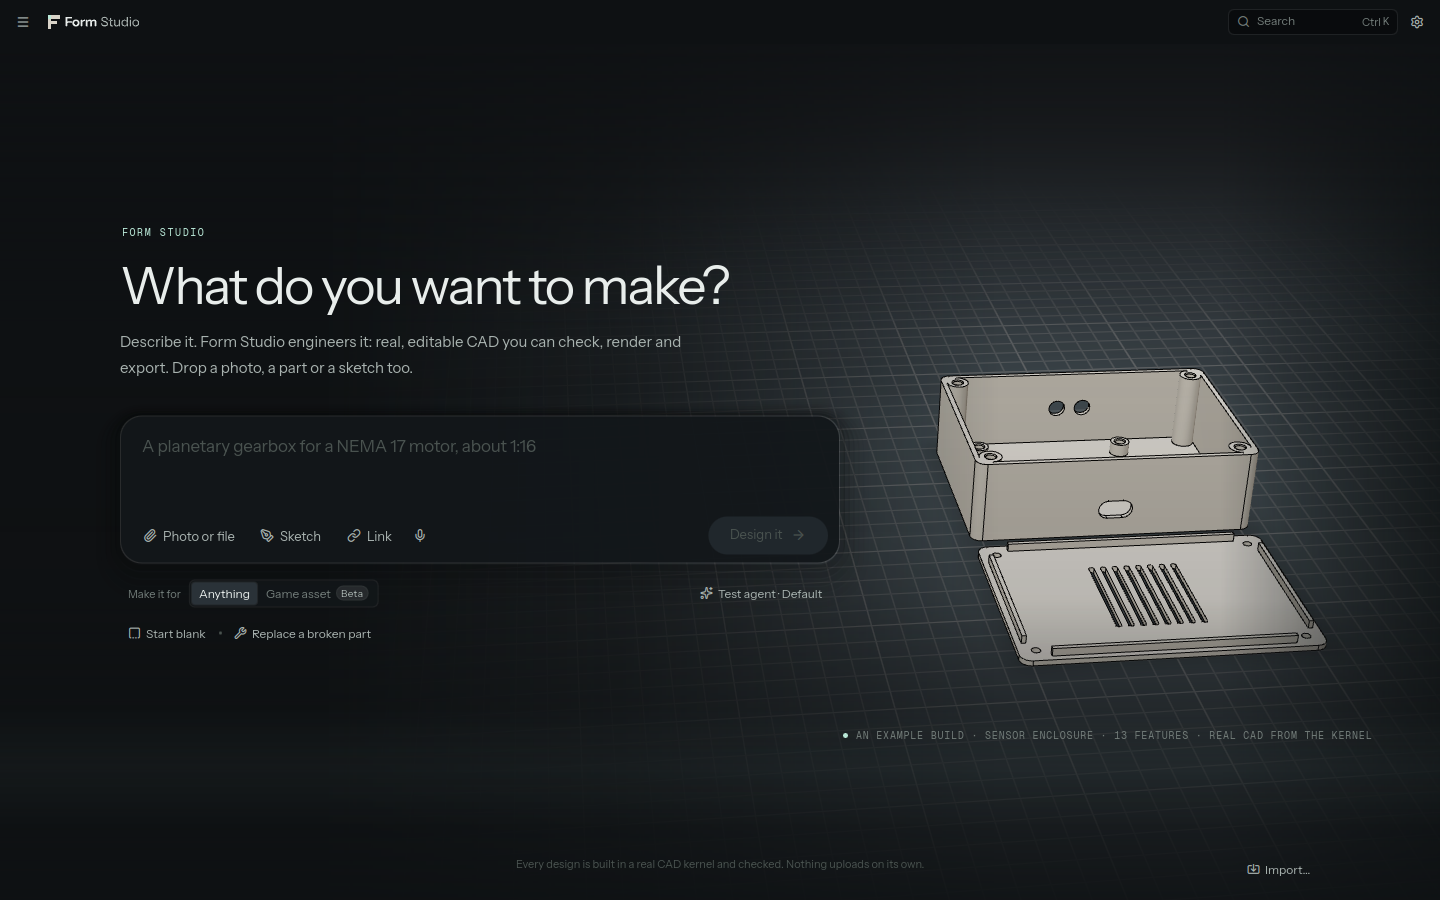 Form Studio
Search Ctrl K
FORM STUDIO
What do you want to make?
Describe it. Form Studio engineers it: real, editable CAD you can check, render and
export. Drop a photo, a part or a sketch too.
A planetary gearbox for a NEMA 17 motor, about 1:16
Photo or file Sketch Link Design it
Make it for Anything Game asset Beta Test agent · Default
Start blank • Replace a broken part
AN EXAMPLE BUILD · SENSOR ENCLOSURE · 13 FEATURES · REAL CAD FROM THE KERNEL
Every design is built in a real CAD kernel and checked. Nothing uploads on its own.
Import...